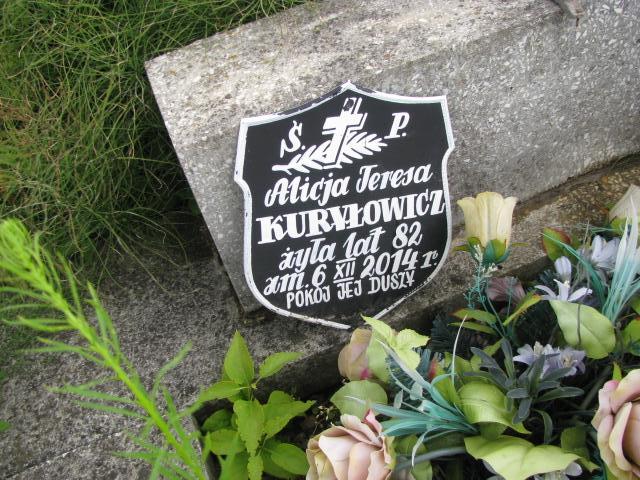 Ś. P.
Alicja Teresa
KURYŁOWICZ
żyła lat 82
zm. 6 XII 2014 r.
POKÓJ JEJ DUSZY